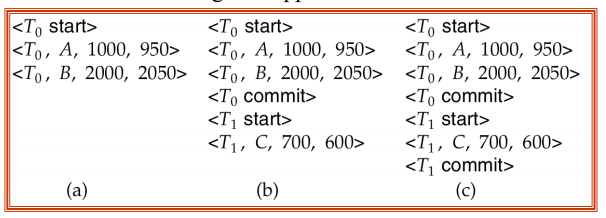 <T0 start> <T0 start> <T0 start>
<T0, A, 1000, 950> <T0, A, 1000, 950> <T0, A, 1000, 950>
<T0, B, 2000, 2050> <T0, B, 2000, 2050> <T0, B, 2000, 2050>
<T0 commit> <T0 commit>
<T1 start> <T1 start>
<T1, C, 700, 600> <T1, C, 700, 600>
<T1 commit>
(a) (b) (c)